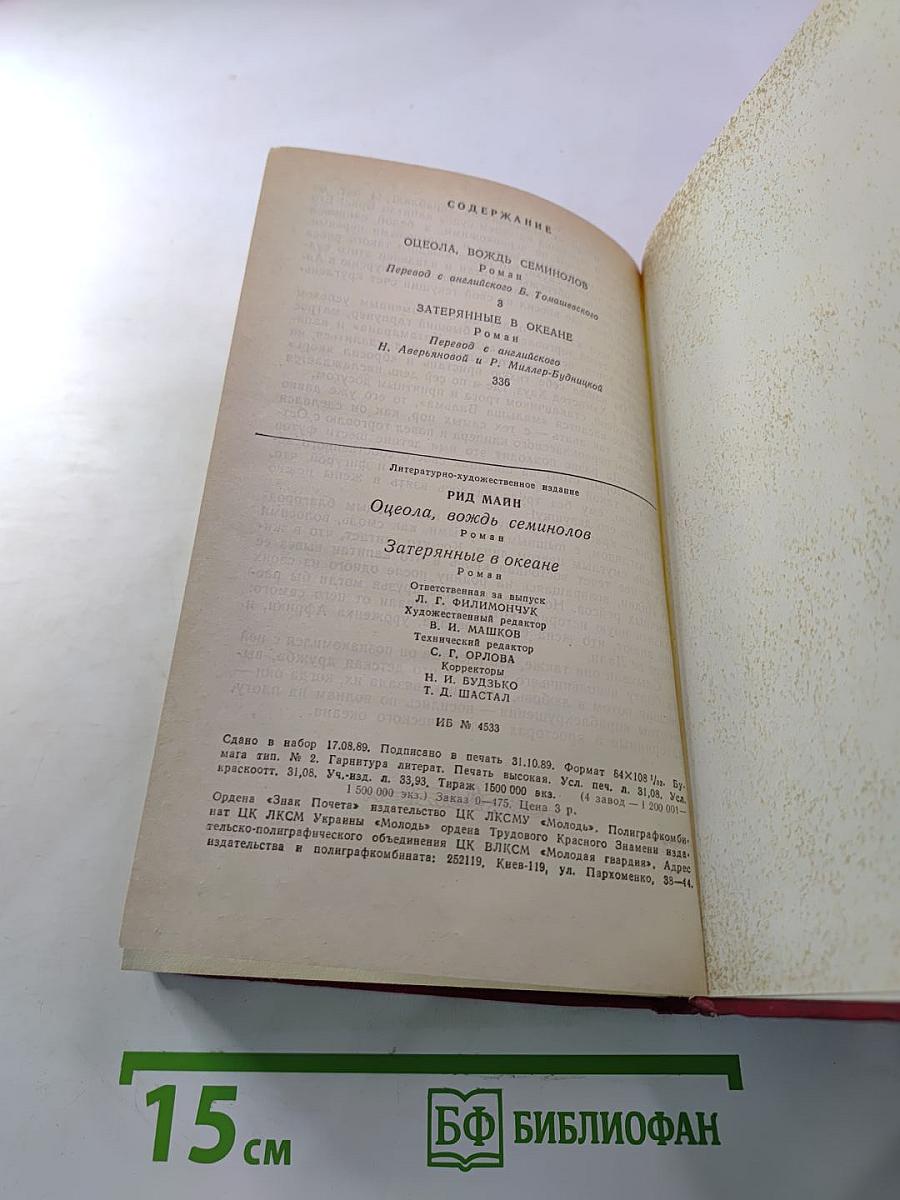 СОДЕРЖАНИЕ
ОЦЕОЛА, ВОЖДЬ СЕМИНОЛОВ
Роман
Перевод с английского Б. Томашевского
3
ЗАТЕРЯННЫЕ В ОКЕАНЕ
Роман
Перевод с английского
Н. Аверьяновой и Р. Миллер-Будницкой
336
Литературно-художественное издание
РИД МАЙН
Оцеола, вождь семинолов
Роман
Затерянные в океане
Роман
Ответственная за выпуск
Л. Г. ФИЛИМОНЧУК
Художественный редактор
В. И. МАШКОВ
Технический редактор
С. Г. ОРЛОВА
Корректоры
Н. И. БУДЗЬКО
Т. Д. ШАСТАЛ
ИБ № 4533
Сдано в набор 17.08.89. Подписано в печать 31.10.89. Формат 84×108 1/32. Бу-
мага тип. № 2. Гарнитура литерат. Печать высокая. Усл. печ. л. 31,08. Усл.
краскоотт. 31,08. Уч.-изд. л. 33,93. Тираж 1500 000 экз. (4 завод — 1 200 001—
1 500 000 экз.) Заказ 0—475. Цена 3 р.
Ордена «Знак Почета» издательство ЦК ЛКСМУ «Молодь». Полиграфкомби-
нат ЦК ЛКСМ Украины «Молодь» ордена Трудового Красного Знамени изда-
тельско-полиграфического объединения ЦК ВЛКСМ «Молодая гвардия». Адрес
издательства и полиграфкомбината: 252119, Киев-119, ул. Пархоменко, 38—44.
15 см
БФ БИБЛИОФАН